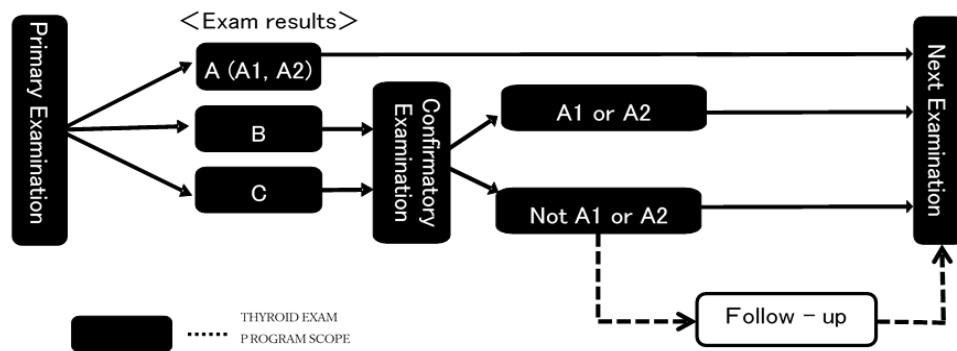 <Exam results>
Primary Examination
A (A1, A2)
B
C
Confirmatory
Examination
A1 or A2
Not A1 or A2
Next Examination
Follow - up
THYROID EXAM
PROGRAM SCOPE